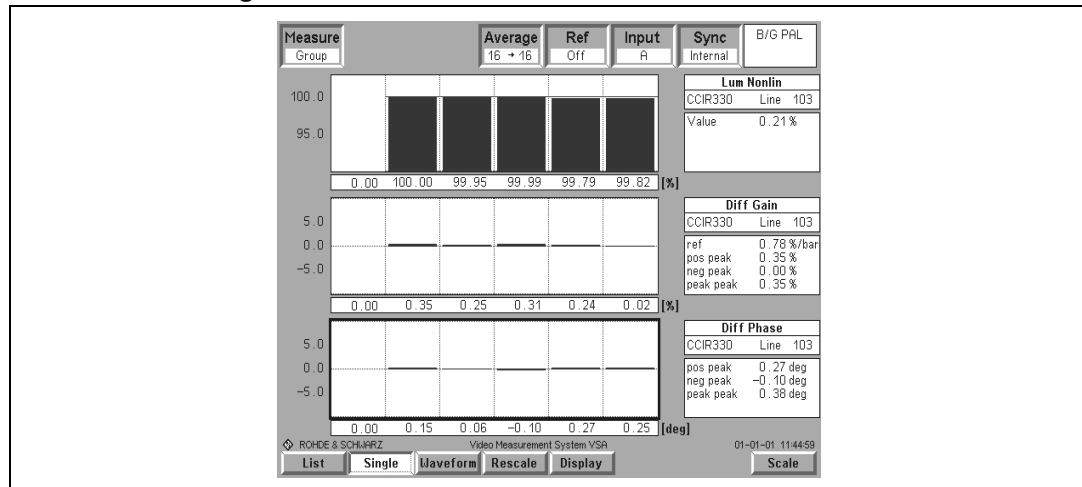 Measure Average Ref Input Sync B/G PAL
Group 16 → 16 Off A Internal
Lum Nonlin
CCIR330 Line 103
Value 0.21 %
100.0
95.0
0.00 100.00 99.95 99.99 99.79 99.82 [%]
Diff Gain
CCIR330 Line 103
ref 0.78 %/bar
pos peak 0.35 %
neg peak 0.00 %
peak peak 0.35 %
5.0
0.0
-5.0
0.00 0.35 0.25 0.31 0.24 0.02 [%]
Diff Phase
CCIR330 Line 103
pos peak 0.27 deg
neg peak -0.10 deg
peak peak 0.38 deg
5.0
0.0
-5.0
0.00 0.15 0.06 -0.10 0.27 0.25 [deg]
ROHDE & SCHWARZ Video Measurement System VSA 01-01-01 11:44:59
List Single Waveform Rescale Display Scale